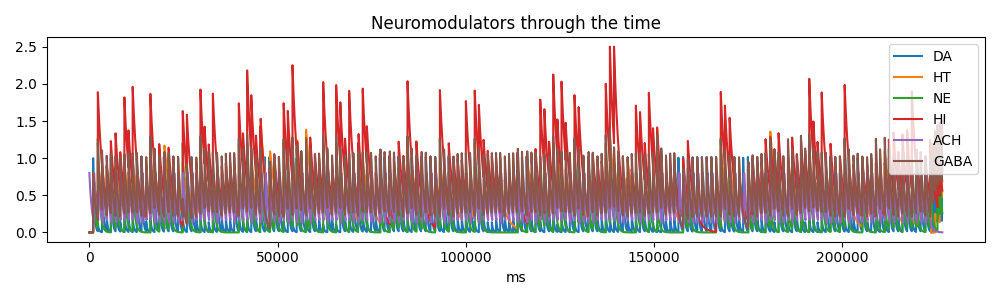 Neuromodulators through the time
2.5
2.0
1.5
1.0
0.5
0.0
DA
HT
NE
HI
ACH
GABA
0 50000 100000 150000 200000
ms